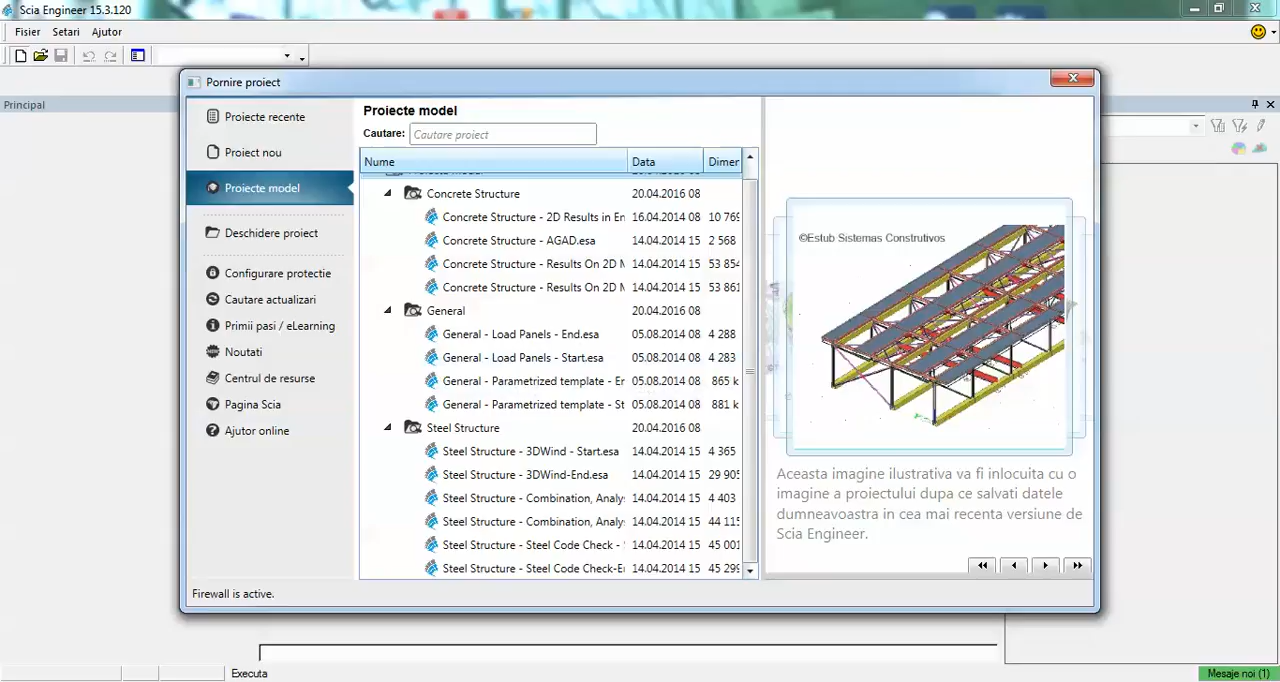 Scia Engineer 15.3.120
Fisier Setari Ajutor
Pornire proiect
Principal
Proiecte recente
Proiect nou
Proiecte model
Deschidere proiect
Configurare protectie
Cautare actualizari
Primii pasi / eLearning
Noutati
Centrul de resurse
Pagina Scia
Ajutor online
Proiecte model
Cautare: Cautare proiect
Nume Data Dimer
Concrete Structure 20.04.2016 08
Concrete Structure - 2D Results in En 16.04.2014 08 10 769
Concrete Structure - AGAD.esa 14.04.2014 15 2 568
Concrete Structure - Results On 2D M 14.04.2014 15 53 854
Concrete Structure - Results On 2D M 14.04.2014 15 53 861
General 20.04.2016 08
General - Load Panels - End.esa 05.08.2014 08 4 288
General - Load Panels - Start.esa 05.08.2014 08 4 283
General - Parametrized template - Er 05.08.2014 08 865 k
General - Parametrized template - St 05.08.2014 08 881 k
Steel Structure 20.04.2016 08
Steel Structure - 3DWind - Start.esa 14.04.2014 15 4 365
Steel Structure - 3DWind-End.esa 14.04.2014 15 29 905
Steel Structure - Combination, Analy: 14.04.2014 15 4 403
Steel Structure - Combination, Analy: 14.04.2014 15 44 115
Steel Structure - Steel Code Check - 14.04.2014 15 45 001
Steel Structure - Steel Code Check-E 14.04.2014 15 45 299
©Estub Sistemas Construtivos
Aceasta imagine ilustrativa va fi inlocuita cu o
imagine a proiectului dupa ce salvati datele
dumneavoastra in cea mai recenta versiune de
Scia Engineer.
Firewall is active.
Executa
Mesaje noi (1)